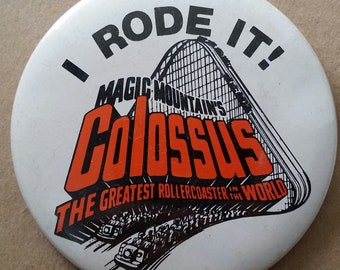 I RODE IT!
MAGIC MOUNTAIN'S
Colossus
THE GREATEST ROLLERCOASTER IN THE WORLD